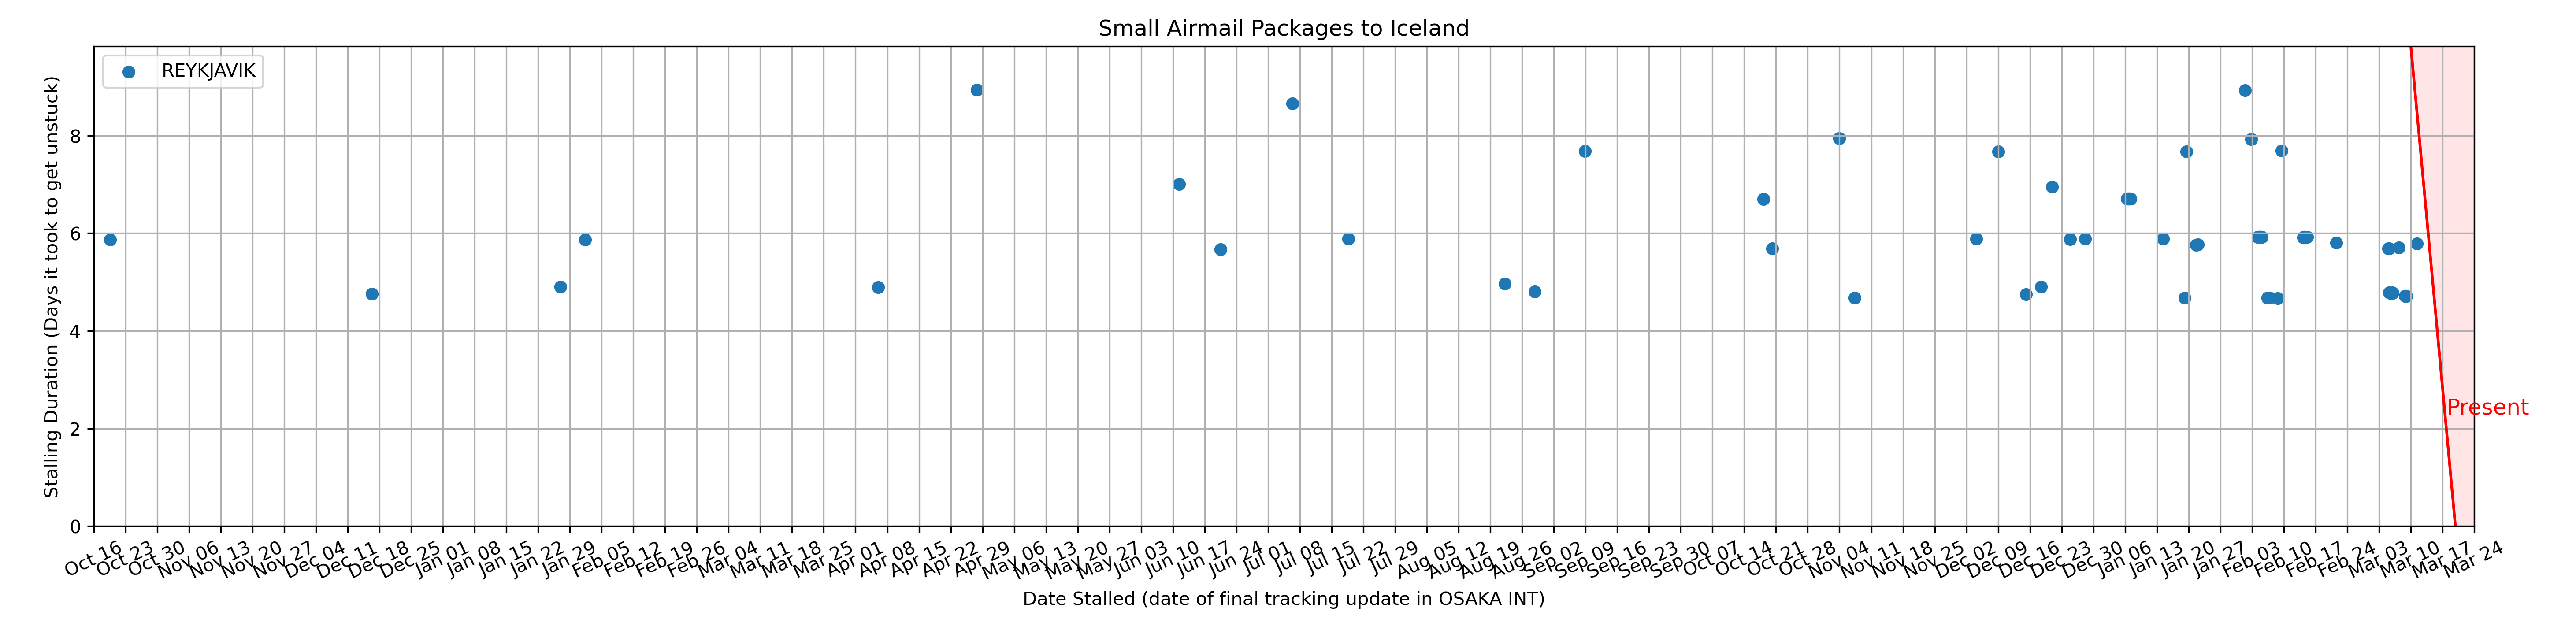 Small Airmail Packages to Iceland
REYKJAVIK
Stalling Duration (Days it took to get unstuck)
8
6
4
2
0
Present
Oct 16
Oct 23
Oct 30
Nov 06
Nov 13
Nov 20
Nov 27
Dec 04
Dec 11
Dec 18
Dec 25
Jan 01
Jan 08
Jan 15
Jan 22
Jan 29
Feb 05
Feb 12
Feb 19
Feb 26
Mar 04
Mar 11
Mar 18
Mar 25
Apr 01
Apr 08
Apr 15
Apr 22
Apr 29
May 06
May 13
May 20
May 27
Jun 03
Jun 10
Jun 17
Jun 24
Jul 01
Jul 08
Jul 15
Jul 22
Jul 29
Aug 05
Aug 12
Aug 19
Aug 26
Sep 02
Sep 09
Sep 16
Sep 23
Sep 30
Oct 07
Oct 14
Oct 21
Oct 28
Nov 04
Nov 11
Nov 18
Nov 25
Dec 02
Dec 09
Dec 16
Dec 23
Dec 30
Jan 06
Jan 13
Jan 20
Jan 27
Feb 03
Feb 10
Feb 17
Feb 24
Mar 03
Mar 10
Mar 17
Mar 24
Date Stalled (date of final tracking update in OSAKA INT)